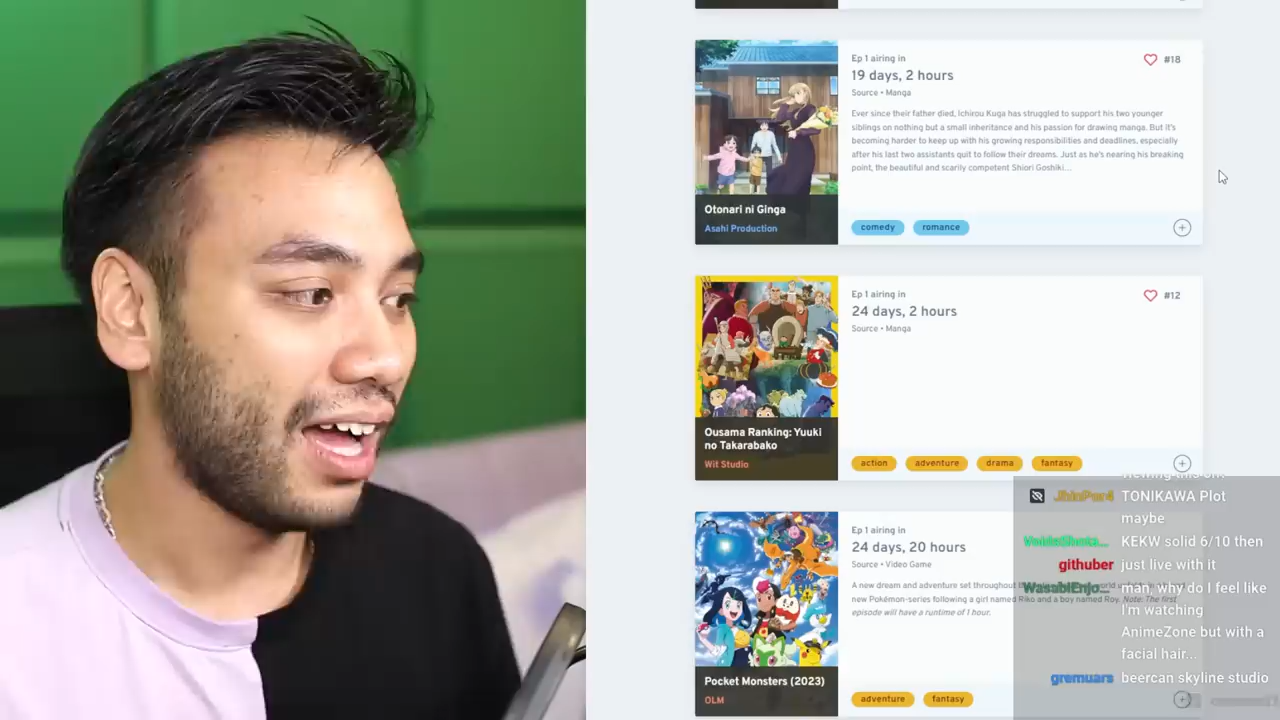 Ep 1 airing in
#18
19 days, 2 hours
Source • Manga
Ever since their father died, Ichirou Kuga has struggled to support his two younger
siblings on nothing but a small inheritance and his passion for drawing manga. But it's
becoming harder to keep up with his growing responsibilities and deadlines, especially
after his last two assistants quit to follow their dreams. Just as he's nearing his breaking
point, the beautiful and scarily competent Shiori Goshiki...
Otonari ni Ginga
Asahi Production
comedy
romance
Ep 1 airing in
#12
24 days, 2 hours
Source • Manga
Ousama Ranking: Yuuki
no Takarabako
Wit Studio
action
adventure
drama
fantasy
Ep 1 airing in
24 days, 20 hours
Source • Video Game
A new dream and adventure set throughout
new Pokémon-series following a girl named Riko and a boy named Roy. Note: The first
episode will have a runtime of 1 hour.
Pocket Monsters (2023)
OLM
adventure
fantasy
TONIKAWA Plot
maybe
KEKW solid 6/10 then
githuber just live with it
man, why do I feel like
I'm watching
AnimeZone but with a
facial hair...
gremuars beercan skyline studio